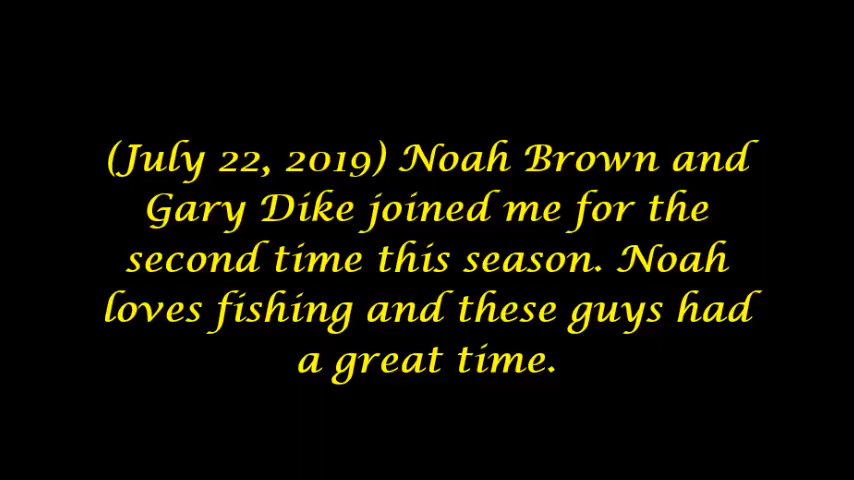 (July 22, 2019) Noah Brown and
Gary Dike joined me for the
second time this season. Noah
loves fishing and these guys had
a great time.